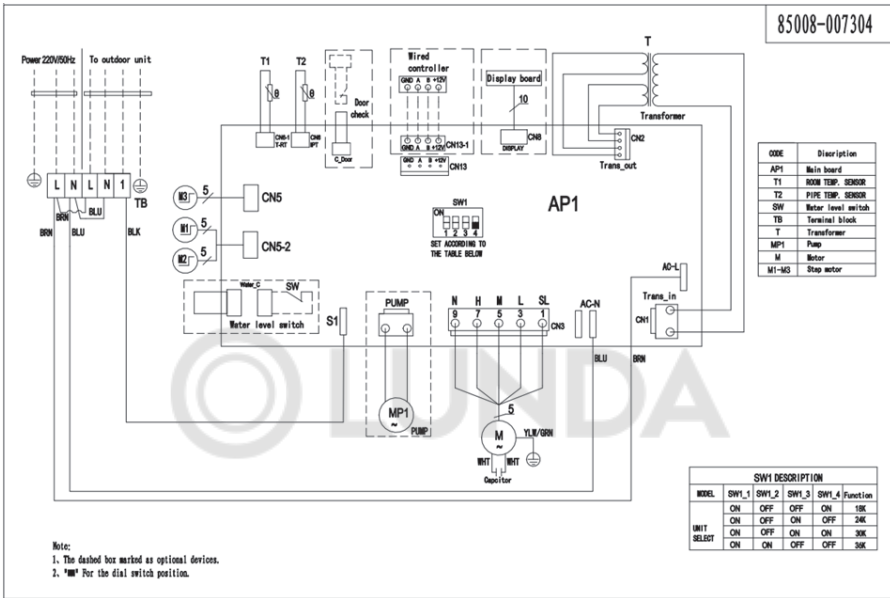 85008-007304
Power 220V/50Hz To outdoor unit
T1 T2
θ θ
CN5-1 T-RT
CN6 IPT
Door check
C_Door
Wired controller
GND A B +12V
GND A B +12V
CN13-1
GND A B +12V
CN13
Display board
10
CN8
DISPLAY
T
Transformer
CN2
Trans_out
L N L N 1
TB
BRN BLU
BRN BLU BLK
M3 5 CN5
M1 5
M2 5
CN5-2
Water_C SW
Water level switch
S1
SW1
ON
1 2 3 4
SET ACCORDING TO
THE TABLE BELOW
AP1
PUMP
MP1
~
PUMP
N H M L SL
9 7 5 3 1
CN3
5
M
~
YLW/GRN
WHT WHT
Capcitor
AC-N
BLU
AC-L
BRN
Trans_in
CN1
CODE Discription
AP1 Main board
T1 ROOM TEMP. SENSOR
T2 PIPE TEMP. SENSOR
SW Water level switch
TB Terminal block
T Transformer
MP1 Pump
M Motor
M1-M3 Step motor
LUNDA
SW1 DESCRIPTION
MODEL SW1_1 SW1_2 SW1_3 SW1_4 Function
UNIT SELECT
ON OFF OFF ON 18K
ON OFF ON OFF 24K
ON OFF ON ON 30K
ON ON OFF OFF 36K
Note:
1、The dashed box marked as optional devices.
2、"■■" For the dial switch position.